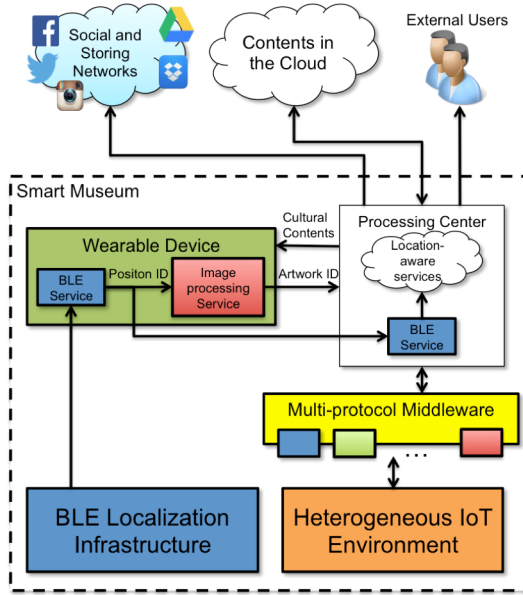 External Users
Social and
Storing
Networks
Contents in
the Cloud
Smart Museum
Cultural
Contents
Processing Center
Wearable Device
Location-
aware
services
BLE
Service
Positon ID
Image
processing
Service
Artwork ID
BLE
Service
Multi-protocol Middleware
...
BLE Localization
Infrastructure
Heterogeneous IoT
Environment